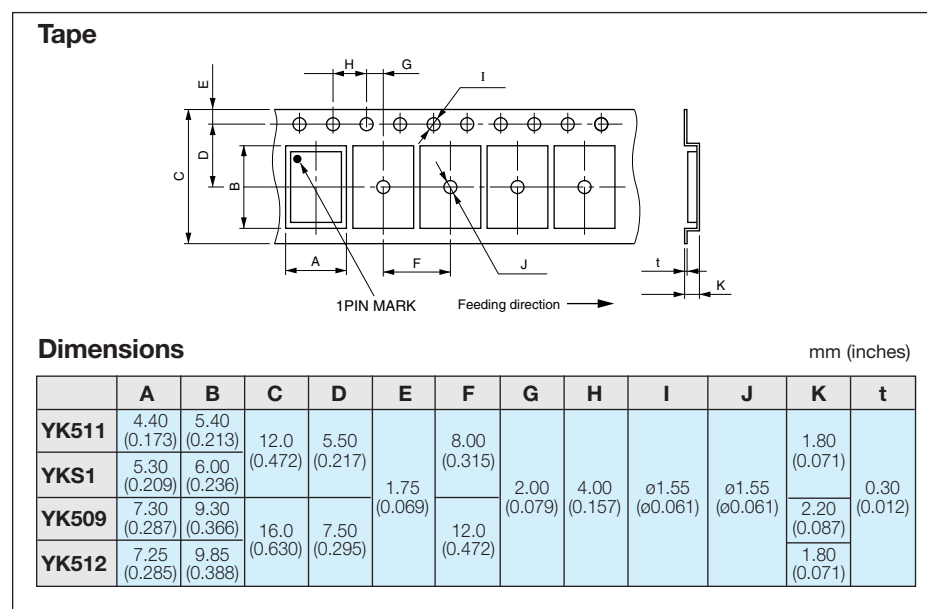 Tape
H G I
E
D
C
B
A F J
t
K
1PIN MARK Feeding direction
Dimensions mm (inches)
A B C D E F G H I J K t
YK511 4.40 (0.173) 5.40 (0.213) 12.0 (0.472) 5.50 (0.217) 1.75 (0.069) 8.00 (0.315) 2.00 (0.079) 4.00 (0.157) ø1.55 (ø0.061) ø1.55 (ø0.061) 1.80 (0.071) 0.30 (0.012)
YKS1 5.30 (0.209) 6.00 (0.236)
YK509 7.30 (0.287) 9.30 (0.366) 16.0 (0.630) 7.50 (0.295) 12.0 (0.472) 2.20 (0.087)
YK512 7.25 (0.285) 9.85 (0.388) 1.80 (0.071)